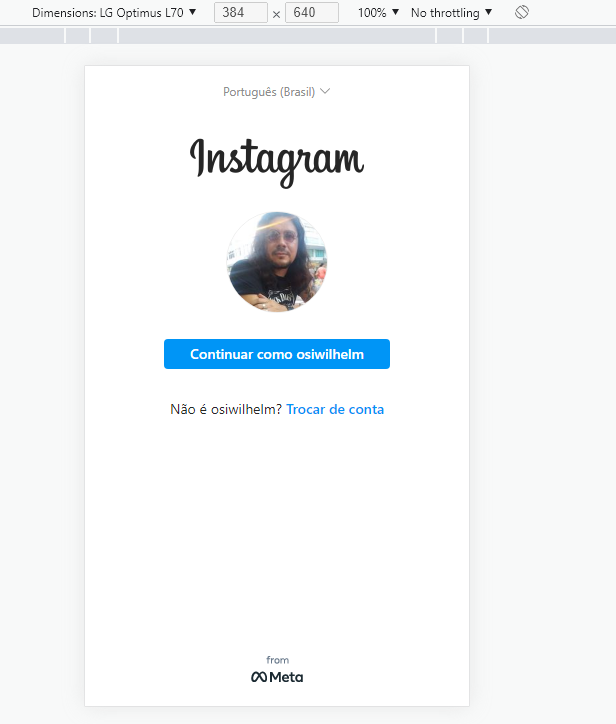 Dimensions: LG Optimus L70 ▼ 384 × 640 100% ▼ No throttling ▼
Português (Brasil)
Instagram
Continuar como osiwilhelm
Não é osiwilhelm? Trocar de conta
from
Meta